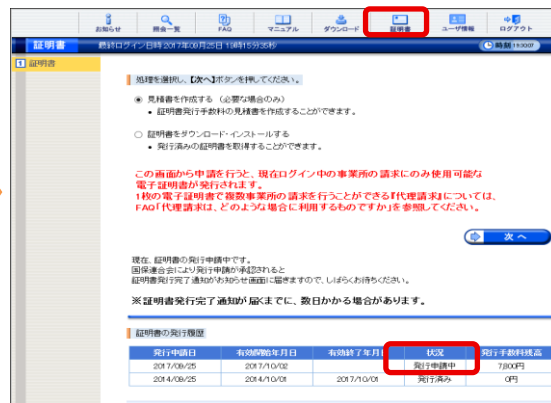 お知らせ
照会一覧
FAQ
マニュアル
ダウンロード
証明書
ユーザ情報
ログアウト
証明書 最終ログイン日時:2017年09月25日 19時15分35秒
時刻 19:30:07
1 証明書
処理を選択し、【次へ】ボタンを押してください。
見積書を作成する (必要な場合のみ)
• 証明書発行手数料の見積書を作成することができます。
証明書をダウンロード・インストールする
• 発行済みの証明書を取得することができます。
この画面から申請を行うと、現在ログイン中の事業所の請求にのみ使用可能な
電子証明書が発行されます。
1枚の電子証明書で複数事業所の請求を行うことができる『代理請求』については、
FAQ「代理請求は、どのような場合に利用するものですか」を参照してください。
次へ
現在、証明書の発行申請中です。
国保連合会により発行申請が承認されると
証明書発行完了通知がお知らせ画面に届きますので、しばらくお待ちください。
※証明書発行完了通知が届くまでに、数日かかる場合があります。
証明書の発行履歴
発行申請日 有効開始年月日 有効終了年月日 状況 発行手数料残高
2017/09/25 2017/10/02 発行申請中 7,800円
2014/09/25 2014/10/01 2017/10/01 発行済み 0円